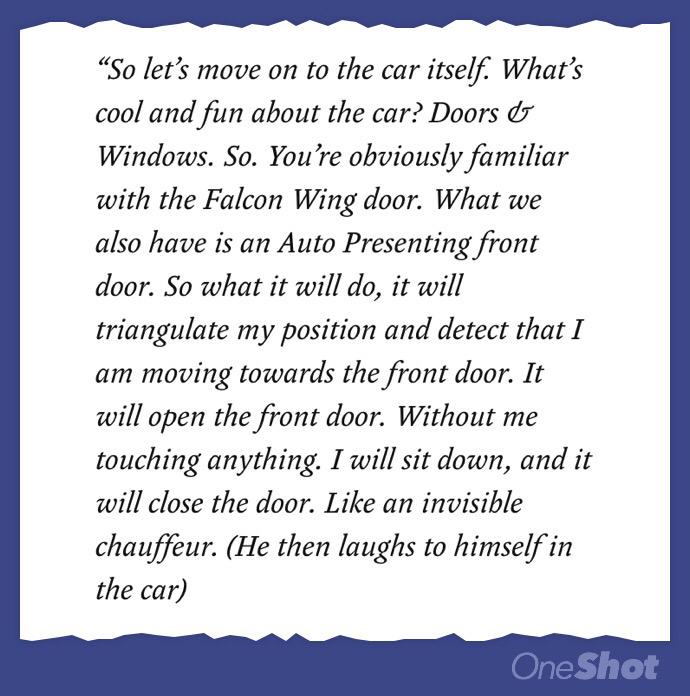 “So let’s move on to the car itself. What’s
cool and fun about the car? Doors &
Windows. So. You’re obviously familiar
with the Falcon Wing door. What we
also have is an Auto Presenting front
door. So what it will do, it will
triangulate my position and detect that I
am moving towards the front door. It
will open the front door. Without me
touching anything. I will sit down, and it
will close the door. Like an invisible
chauffeur. (He then laughs to himself in
the car)
OneShot